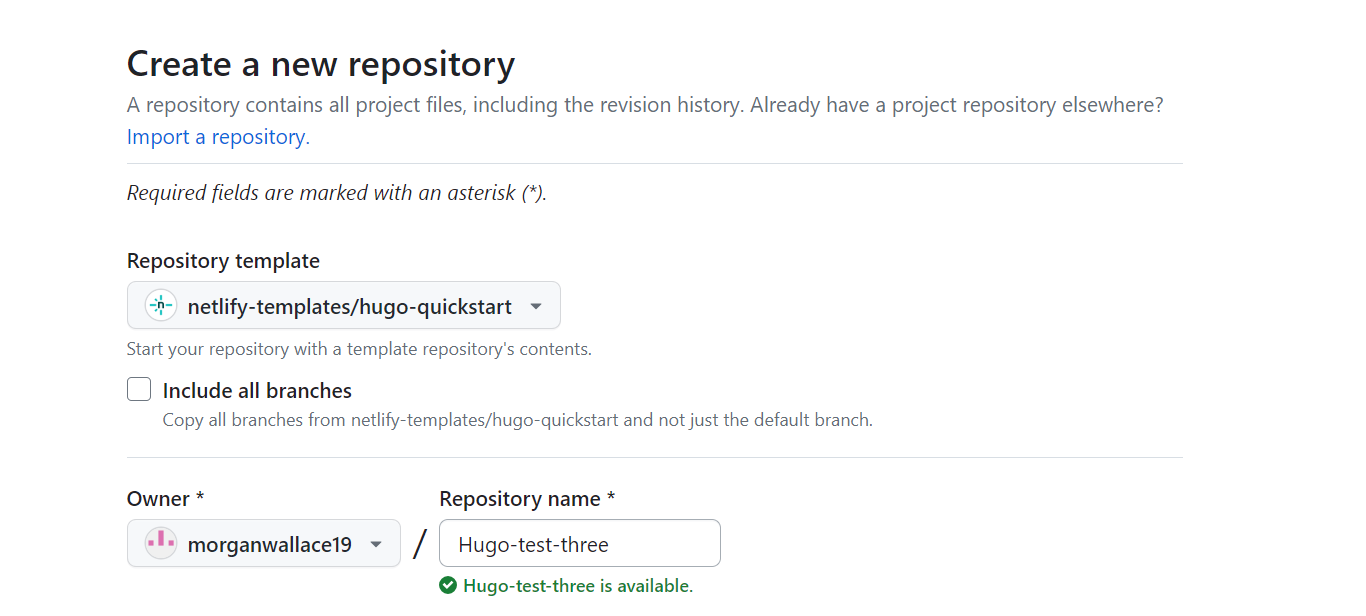 Create a new repository
A repository contains all project files, including the revision history. Already have a project repository elsewhere?
Import a repository.
Required fields are marked with an asterisk (*).
Repository template
netlify-templates/hugo-quickstart
Start your repository with a template repository's contents.
Include all branches
Copy all branches from netlify-templates/hugo-quickstart and not just the default branch.
Owner *
Repository name *
morganwallace19 / Hugo-test-three
Hugo-test-three is available.